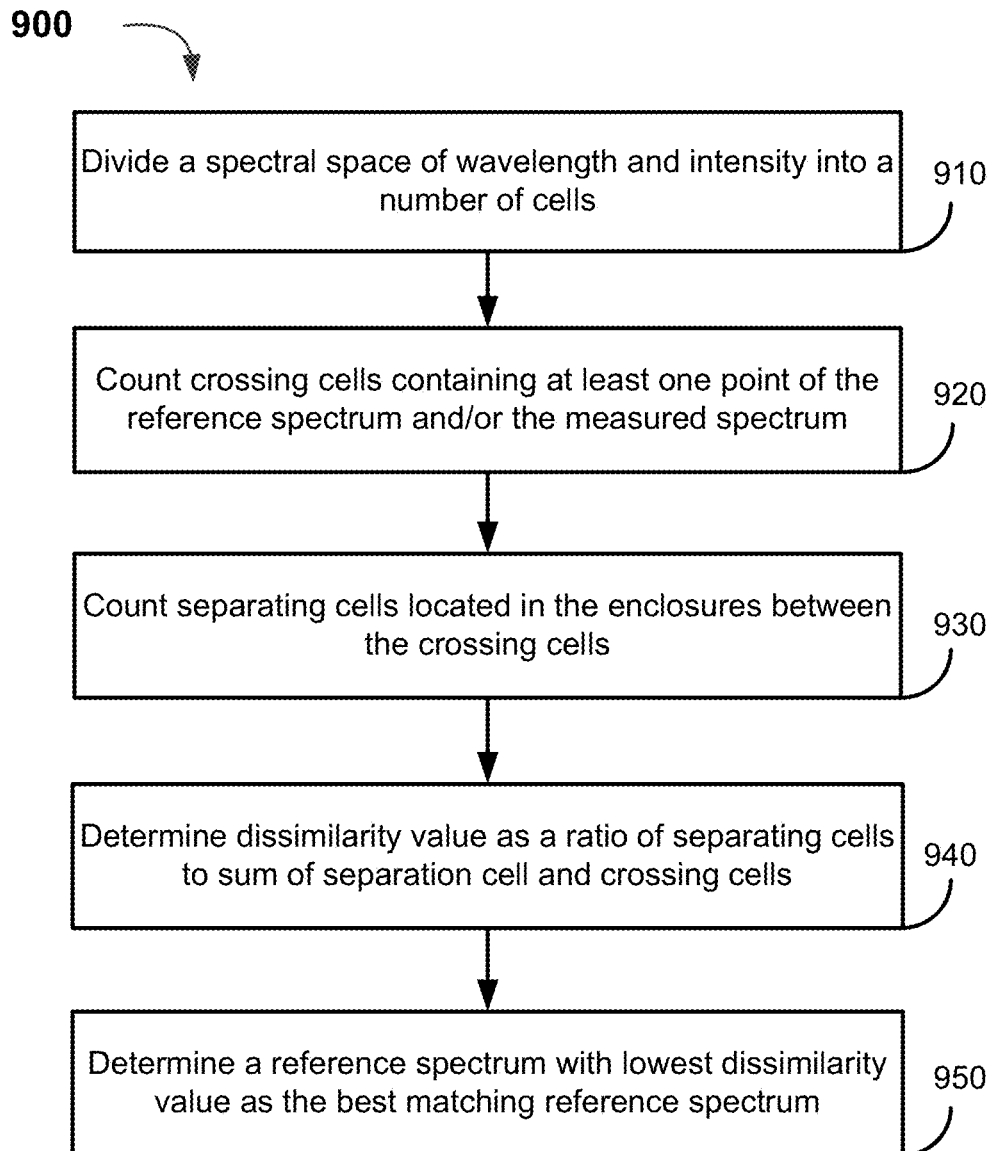 900
Divide a spectral space of wavelength and intensity into a
number of cells
910
Count crossing cells containing at least one point of the
reference spectrum and/or the measured spectrum
920
Count separating cells located in the enclosures between
the crossing cells
930
Determine dissimilarity value as a ratio of separating cells
to sum of separation cell and crossing cells
940
Determine a reference spectrum with lowest dissimilarity
value as the best matching reference spectrum
950